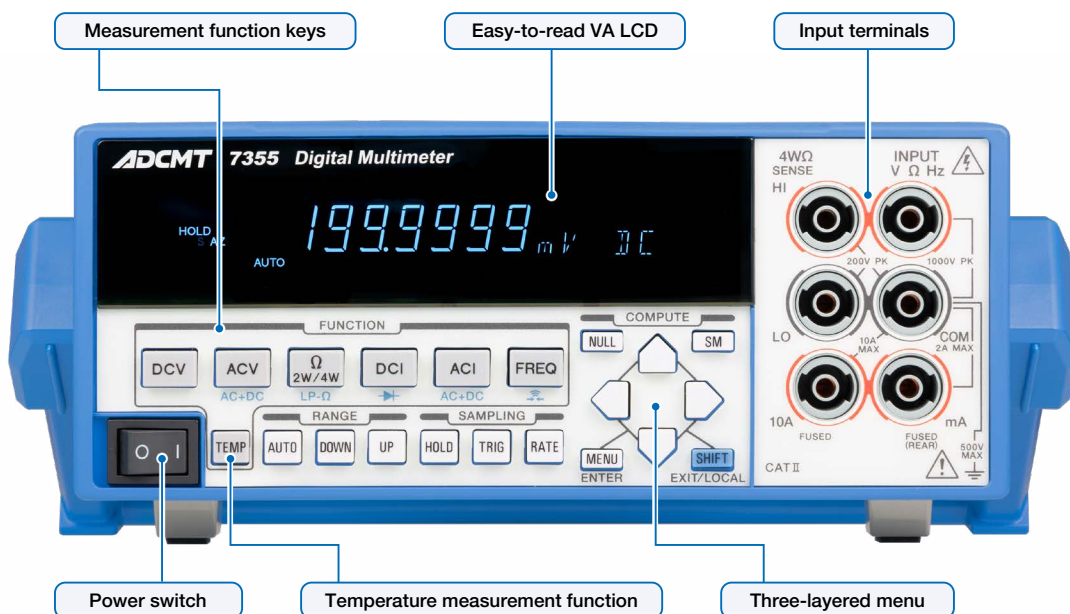 Measurement function keys
Easy-to-read VA LCD
Input terminals
ADCMT 7355 Digital Multimeter
HOLD
S AZ
AUTO
199.9999 mV DC
4WΩ
SENSE
HI
INPUT
V Ω Hz
200V PK
1000V PK
LO
10A
MAX
COM
2A MAX
10A
FUSED
mA
FUSED
(REAR)
500V
MAX
CAT II
FUNCTION
DCV
ACV
Ω
2W/4W
DCI
ACI
FREQ
AC+DC
LP-Ω
AC+DC
COMPUTE
NULL
SM
RANGE
SAMPLING
O I
TEMP
AUTO
DOWN
UP
HOLD
TRIG
RATE
MENU
ENTER
SHIFT
EXIT/LOCAL
Power switch
Temperature measurement function
Three-layered menu